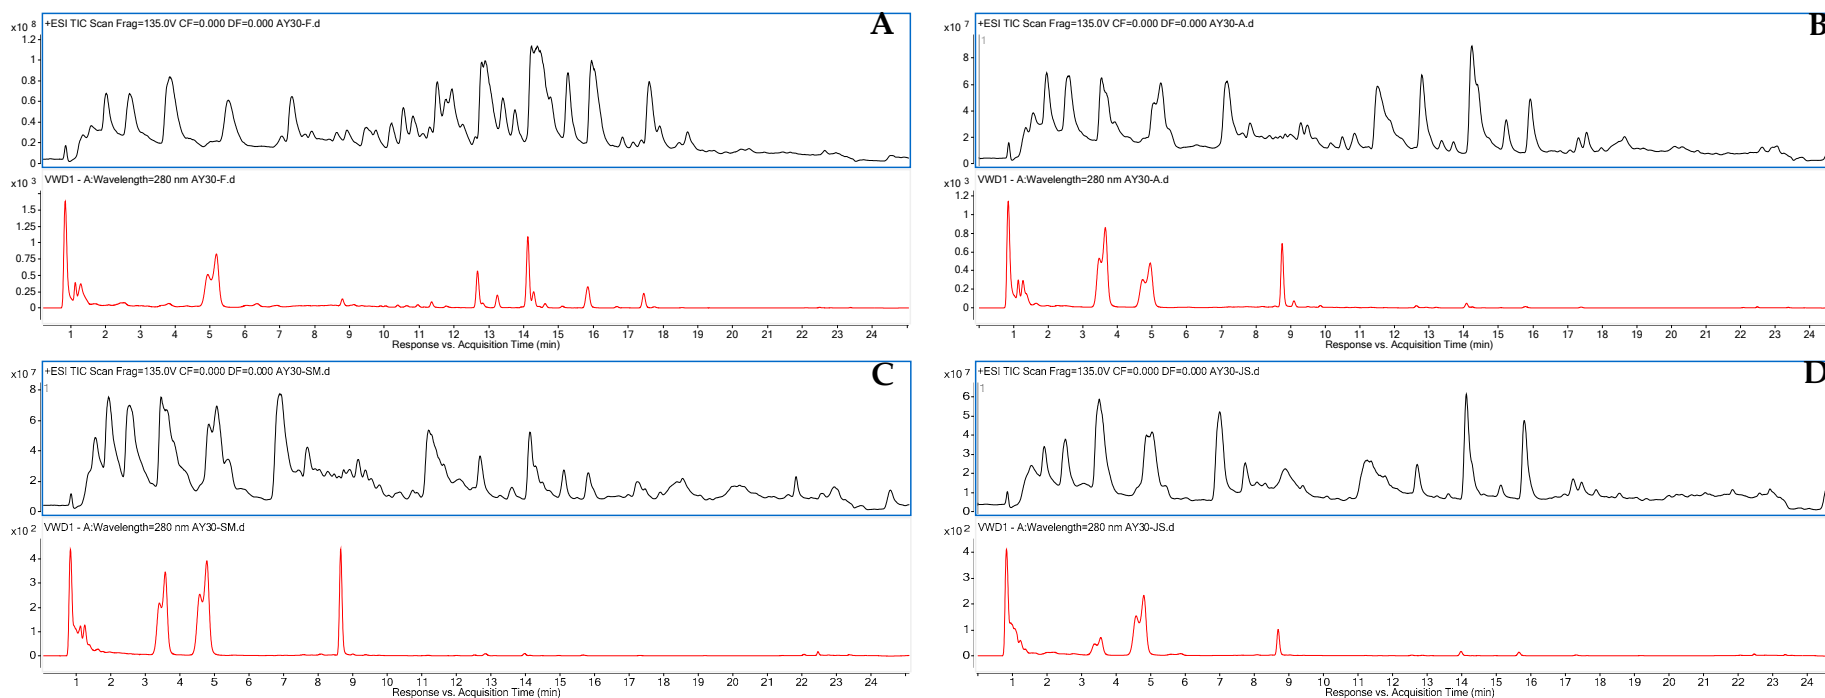 +ESI TIC Scan Frag=135.0V CF=0.000 DF=0.000 AY30-F.d
A
x10 8
1.2
1
0.8
0.6
0.4
0.2
0
VWD1 - A:Wavelength=280 nm AY30-F.d
x10 3
1.5
1.25
1
0.75
0.5
0.25
0
1 2 3 4 5 6 7 8 9 10 11 12 13 14 15 16 17 18 19 20 21 22 23 24
Response vs. Acquisition Time (min)
+ESI TIC Scan Frag=135.0V CF=0.000 DF=0.000 AY30-A.d
B
x10 7
1
8
6
4
2
0
VWD1 - A:Wavelength=280 nm AY30-A.d
x10 3
1.2
1
0.8
0.6
0.4
0.2
0
1 2 3 4 5 6 7 8 9 10 11 12 13 14 15 16 17 18 19 20 21 22 23 24
Response vs. Acquisition Time (min)
+ESI TIC Scan Frag=135.0V CF=0.000 DF=0.000 AY30-SM.d
C
x10 7
1
8
6
4
2
0
VWD1 - A:Wavelength=280 nm AY30-SM.d
x10 2
4
3
2
1
0
1 2 3 4 5 6 7 8 9 10 11 12 13 14 15 16 17 18 19 20 21 22 23 24
Response vs. Acquisition Time (min)
+ESI TIC Scan Frag=135.0V CF=0.000 DF=0.000 AY30-JS.d
D
x10 7
1
6
5
4
3
2
1
0
VWD1 - A:Wavelength=280 nm AY30-JS.d
x10 2
4
3
2
1
0
1 2 3 4 5 6 7 8 9 10 11 12 13 14 15 16 17 18 19 20 21 22 23 24
Response vs. Acquisition Time (min)